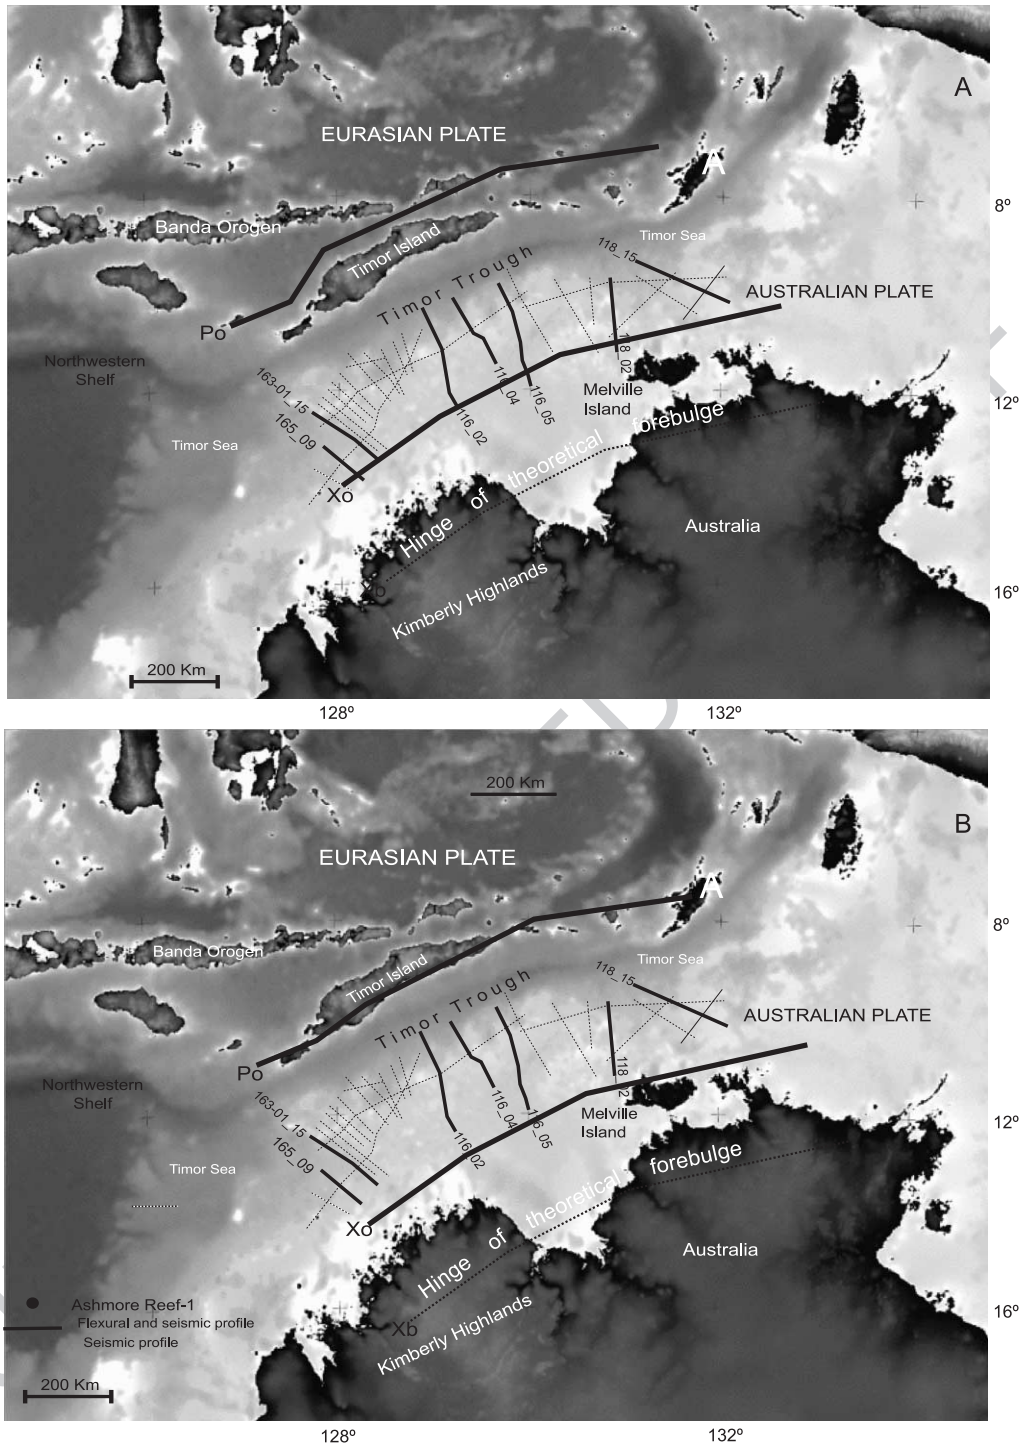 A
EURASIAN PLATE
A
8º
Banda Orogen
Timor Island
Timor Sea
118_15
Timor Trough
AUSTRALIAN PLATE
Po
Northwestern
Shelf
163-01_15
165_09
Timor Sea
116_02
116_04
116_05
118_02
Melville
Island
12º
Xo
Hinge of theoretical forebulge
Australia
Kimberly Highlands
16º
200 Km
128º
132º
200 Km
B
EURASIAN PLATE
A
8º
Banda Orogen
Timor Island
Timor Sea
118_15
Timor Trough
AUSTRALIAN PLATE
Po
Northwestern
Shelf
163-01_15
165_09
Timor Sea
116_02
116_04
116_05
118_02
Melville
Island
12º
Xo
Hinge of theoretical forebulge
Australia
Xb
Kimberly Highlands
Ashmore Reef-1
Flexural and seismic profile
Seismic profile
16º
200 Km
128º
132º